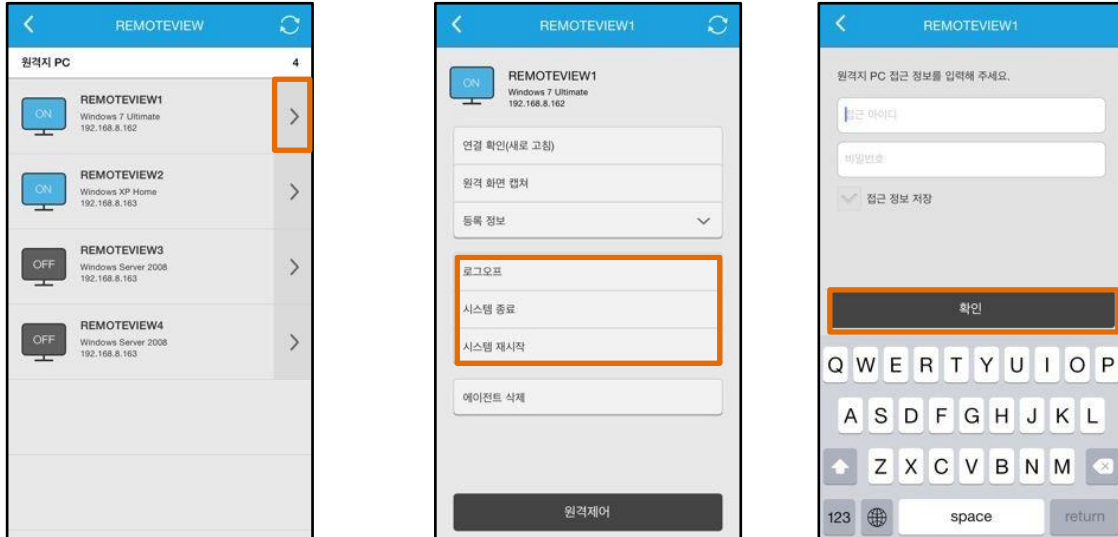 REMOTEVIEW
원격지 PC 4
ON
REMOTEVIEW1
Windows 7 Ultimate
192.168.8.162
ON
REMOTEVIEW2
Windows XP Home
192.168.8.163
OFF
REMOTEVIEW3
Windows Server 2008
192.168.8.163
OFF
REMOTEVIEW4
Windows Server 2008
192.168.8.163
REMOTEVIEW1
ON
REMOTEVIEW1
Windows 7 Ultimate
192.168.8.162
연결 확인(새로 고침)
원격 화면 캡쳐
등록 정보
로그오프
시스템 종료
시스템 재시작
에이전트 삭제
원격제어
REMOTEVIEW1
원격지 PC 접근 정보를 입력해 주세요.
접근 아이디
비밀번호
접근 정보 저장
확인
Q W E R T Y U I O P
A S D F G H J K L
Z X C V B N M
123 space return